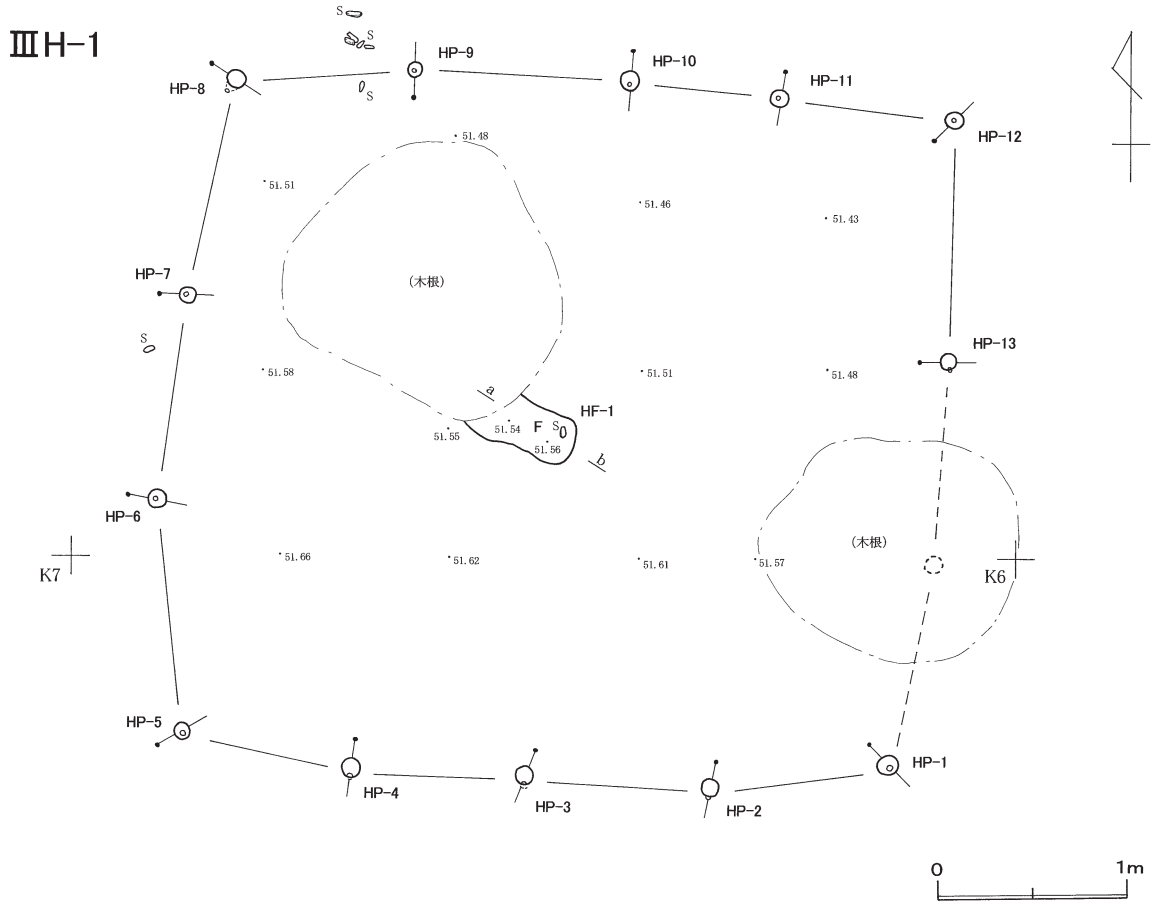 ⅢH-1
S
S
HP-9
HP-10
HP-8
S
HP-11
HP-12
51.48
51.51
51.46
51.43
HP-7
(木根)
S
HP-13
51.58
51.51
51.48
a
HF-1
51.54
F
S
51.55
51.56
b
HP-6
(木根)
51.66
51.62
51.61
51.57
K7
K6
HP-5
HP-1
HP-4
HP-3
HP-2
0
1m